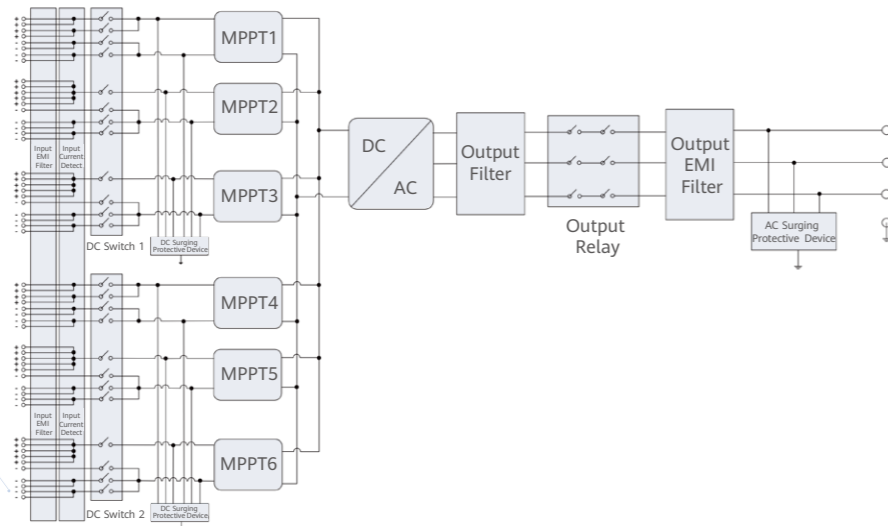 MPPT1
MPPT2
MPPT3
Input
EMI
Filter
Input
Current
Detect
DC Switch 1
DC Surging
Protective Device
DC
AC
Output
Filter
Output
Relay
Output
EMI
Filter
AC Surging
Protective Device
MPPT4
MPPT5
MPPT6
Input
EMI
Filter
Input
Current
Detect
DC Switch 2
DC Surging
Protective Device